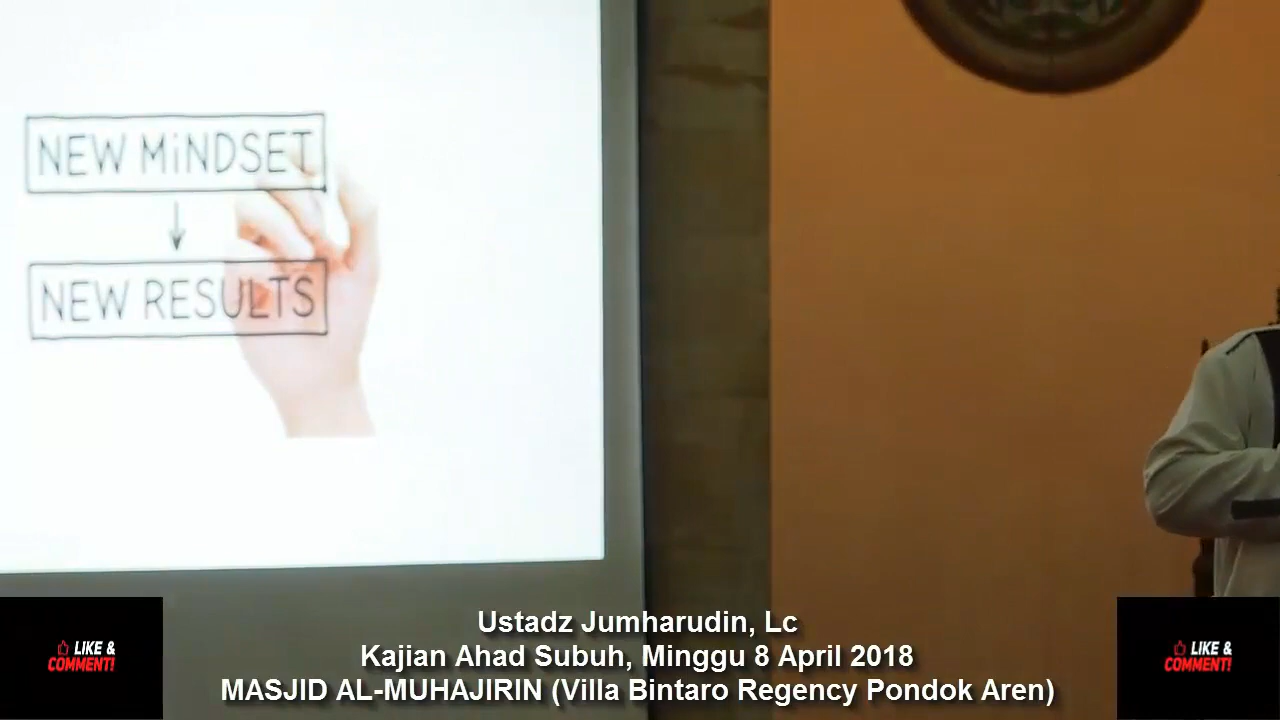 NEW MiNDSET
NEW RESULTS
Ustadz Jumharudin, Lc
Kajian Ahad Subuh, Minggu 8 April 2018
MASJID AL-MUHAJIRIN (Villa Bintaro Regency Pondok Aren)
LIKE &
COMMENT!
LIKE &
COMMENT!